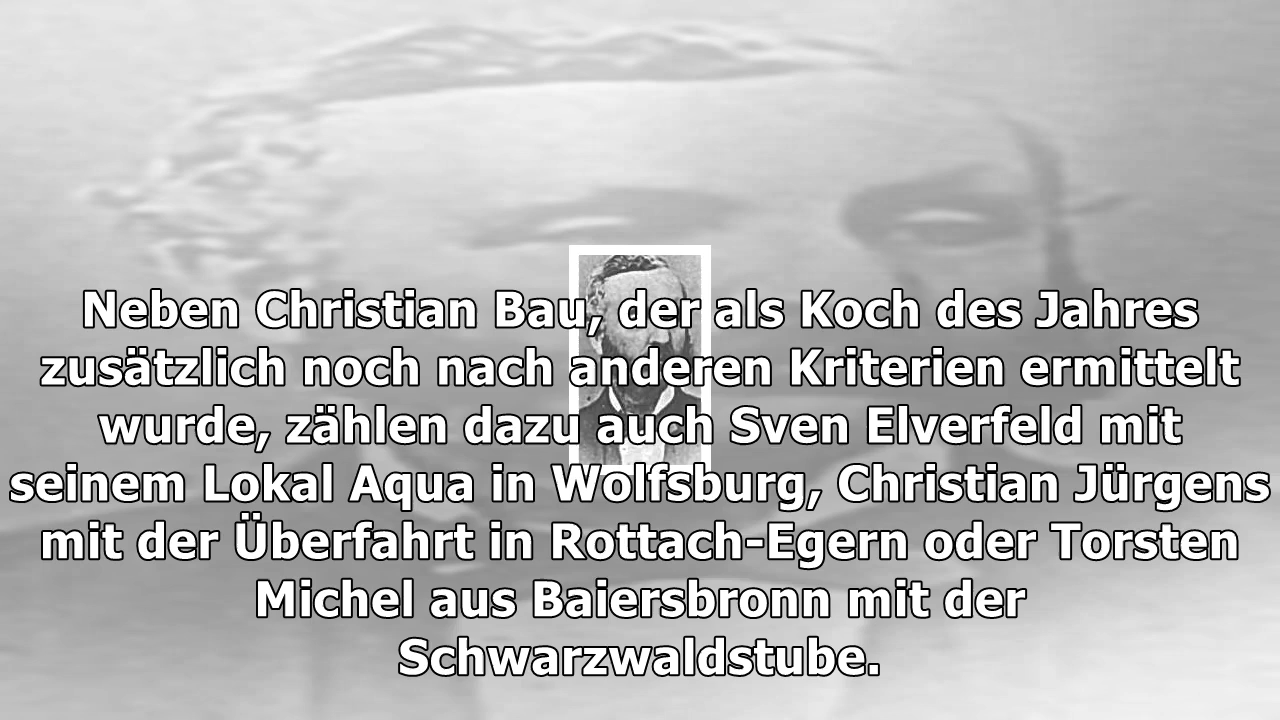 Neben Christian Bau, der als Koch des Jahres
zusätzlich noch nach anderen Kriterien ermittelt
wurde, zählen dazu auch Sven Elverfeld mit
seinem Lokal Aqua in Wolfsburg, Christian Jürgens
mit der Überfahrt in Rottach-Egern oder Torsten
Michel aus Baiersbronn mit der
Schwarzwaldstube.